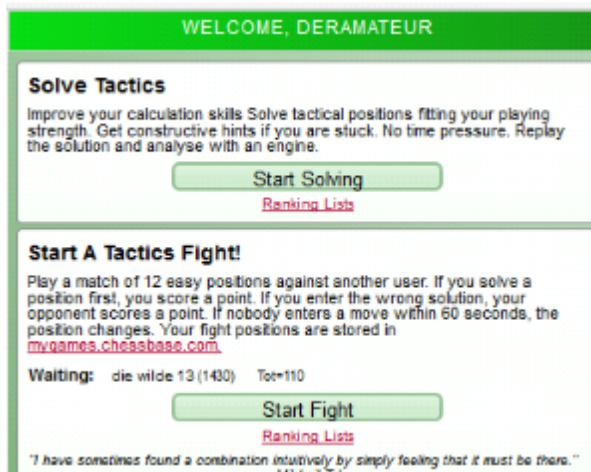 WELCOME, DERAMATEUR
Solve Tactics
Improve your calculation skills Solve tactical positions fitting your playing
strength. Get constructive hints if you are stuck. No time pressure. Replay
the solution and analyse with an engine.
Start Solving
Ranking Lists
Start A Tactics Fight!
Play a match of 12 easy positions against another user. If you solve a
position first, you score a point. If you enter the wrong solution, your
opponent scores a point. If nobody enters a move within 60 seconds, the
position changes. Your fight positions are stored in
mygames.chessbase.com.
Waiting: die wilde 13 (1430) Tot=110
Start Fight
Ranking Lists
"I have sometimes found a combination intuitively by simply feeling that it must be there."